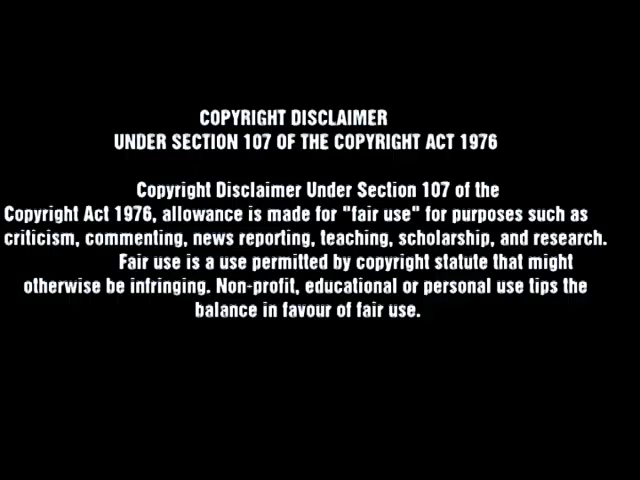 COPYRIGHT DISCLAIMER
UNDER SECTION 107 OF THE COPYRIGHT ACT 1976
Copyright Disclaimer Under Section 107 of the
Copyright Act 1976, allowance is made for "fair use" for purposes such as
criticism, commenting, news reporting, teaching, scholarship, and research.
Fair use is a use permitted by copyright statute that might
otherwise be infringing. Non-profit, educational or personal use tips the
balance in favour of fair use.